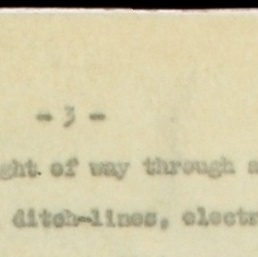 - 3 -
ght of way through a
ditch-lines, electr